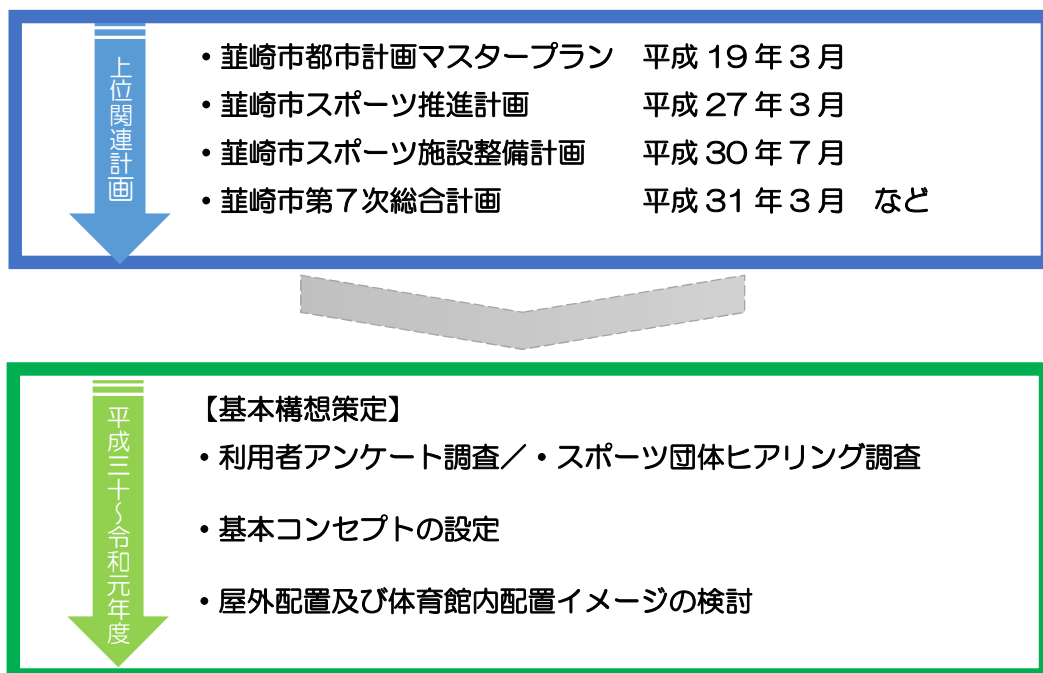 上位関連計画
・韮崎市都市計画マスタープラン　平成19年3月
・韮崎市スポーツ推進計画　平成27年3月
・韮崎市スポーツ施設整備計画　平成30年7月
・韮崎市第7次総合計画　平成31年3月　など
平成三十～令和元年度
【基本構想策定】
・利用者アンケート調査／・スポーツ団体ヒアリング調査
・基本コンセプトの設定
・屋外配置及び体育館内配置イメージの検討